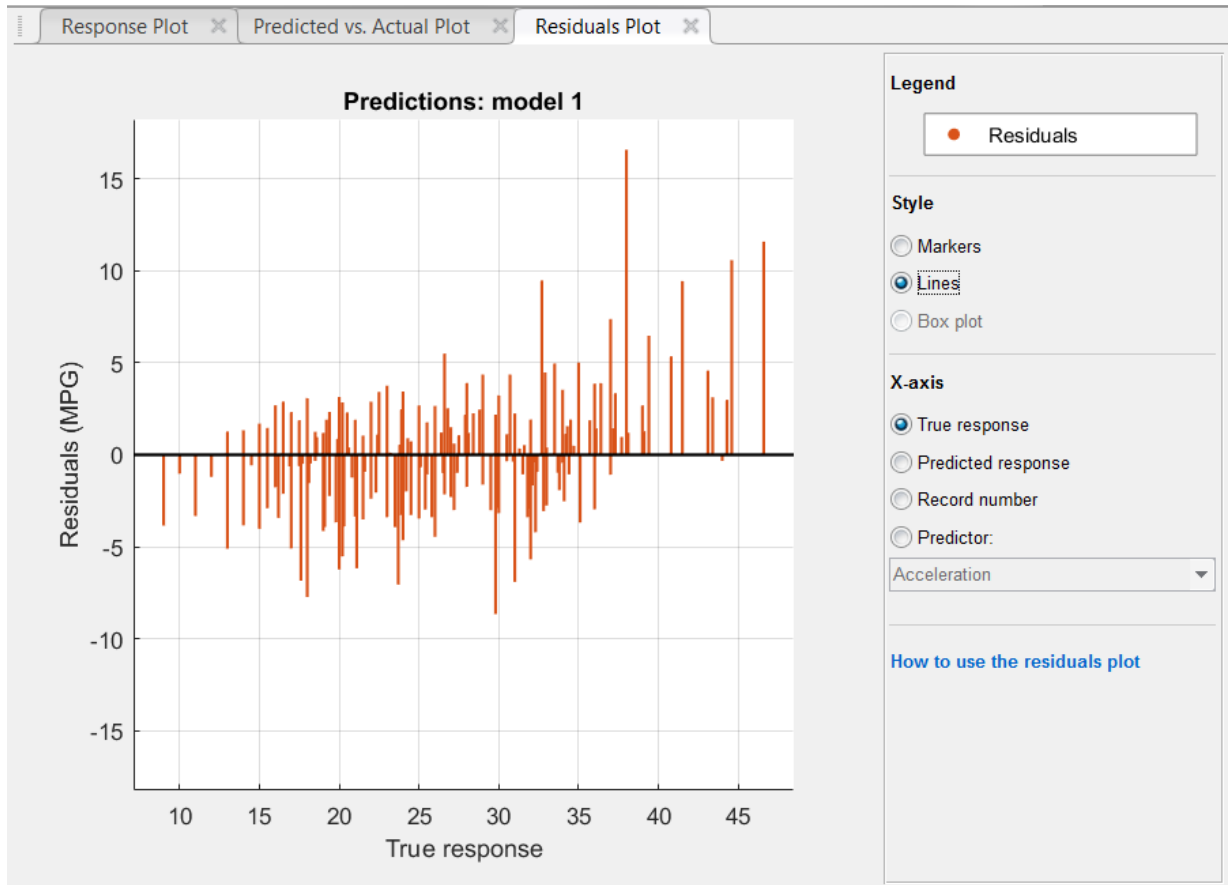 Response Plot
Predicted vs. Actual Plot
Residuals Plot
Predictions: model 1
15
10
5
0
-5
-10
-15
Residuals (MPG)
10 15 20 25 30 35 40 45
True response
Legend
Residuals
Style
Markers
Lines
Box plot
X-axis
True response
Predicted response
Record number
Predictor:
Acceleration
How to use the residuals plot